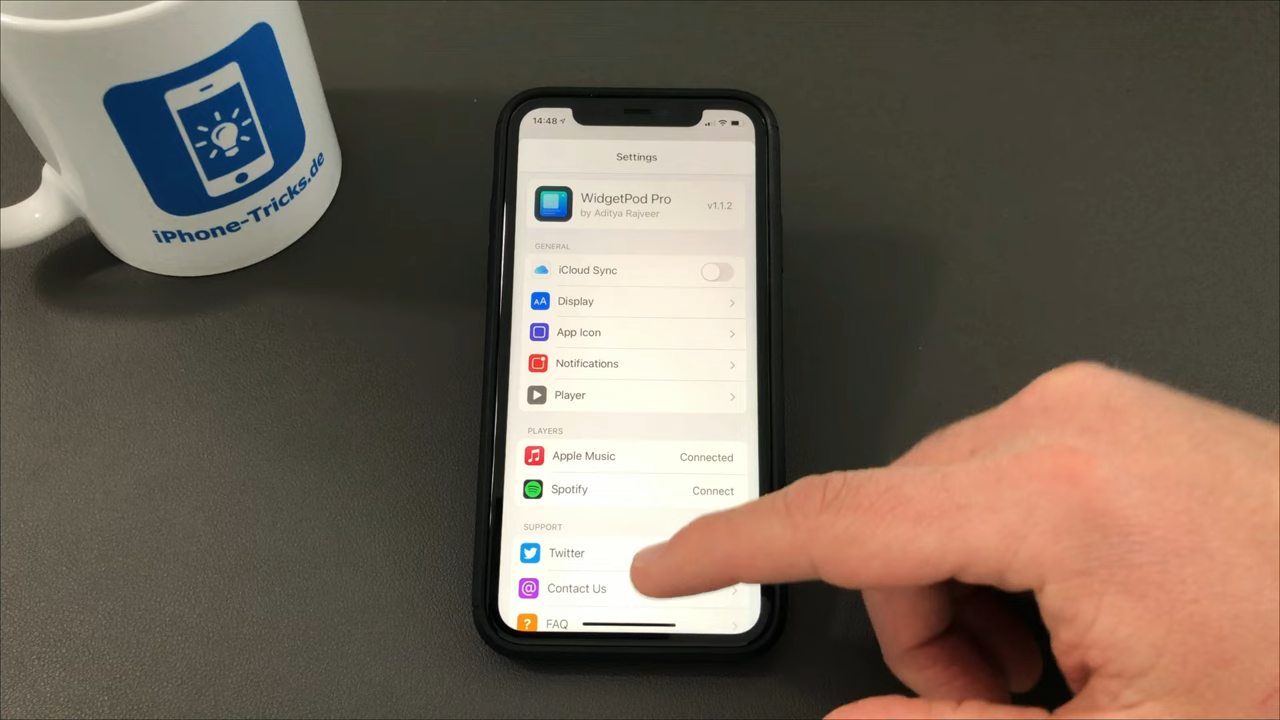 iPhone-Tricks.de
14:48
Settings
WidgetPod Pro
by Aditya Rajveer
v1.1.2
GENERAL
iCloud Sync
AA Display
App Icon
Notifications
Player
PLAYERS
Apple Music Connected
Spotify Connect
SUPPORT
Twitter
@ Contact Us
? FAQ